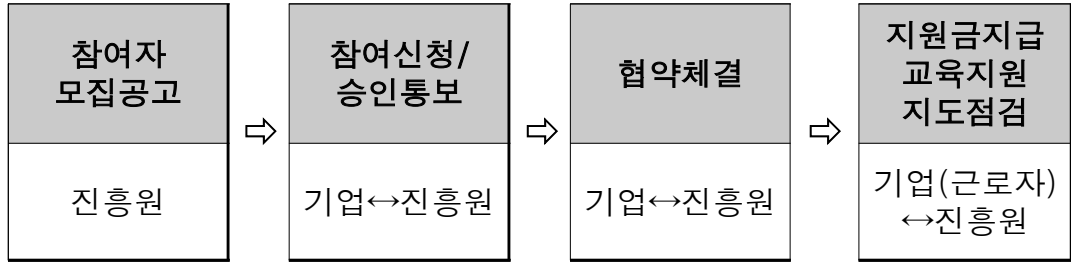 참여자
모집공고
진흥원
⇨
참여신청/
승인통보
기업↔진흥원
⇨
협약체결
기업↔진흥원
⇨
지원금지급
교육지원
지도점검
기업(근로자)
↔진흥원